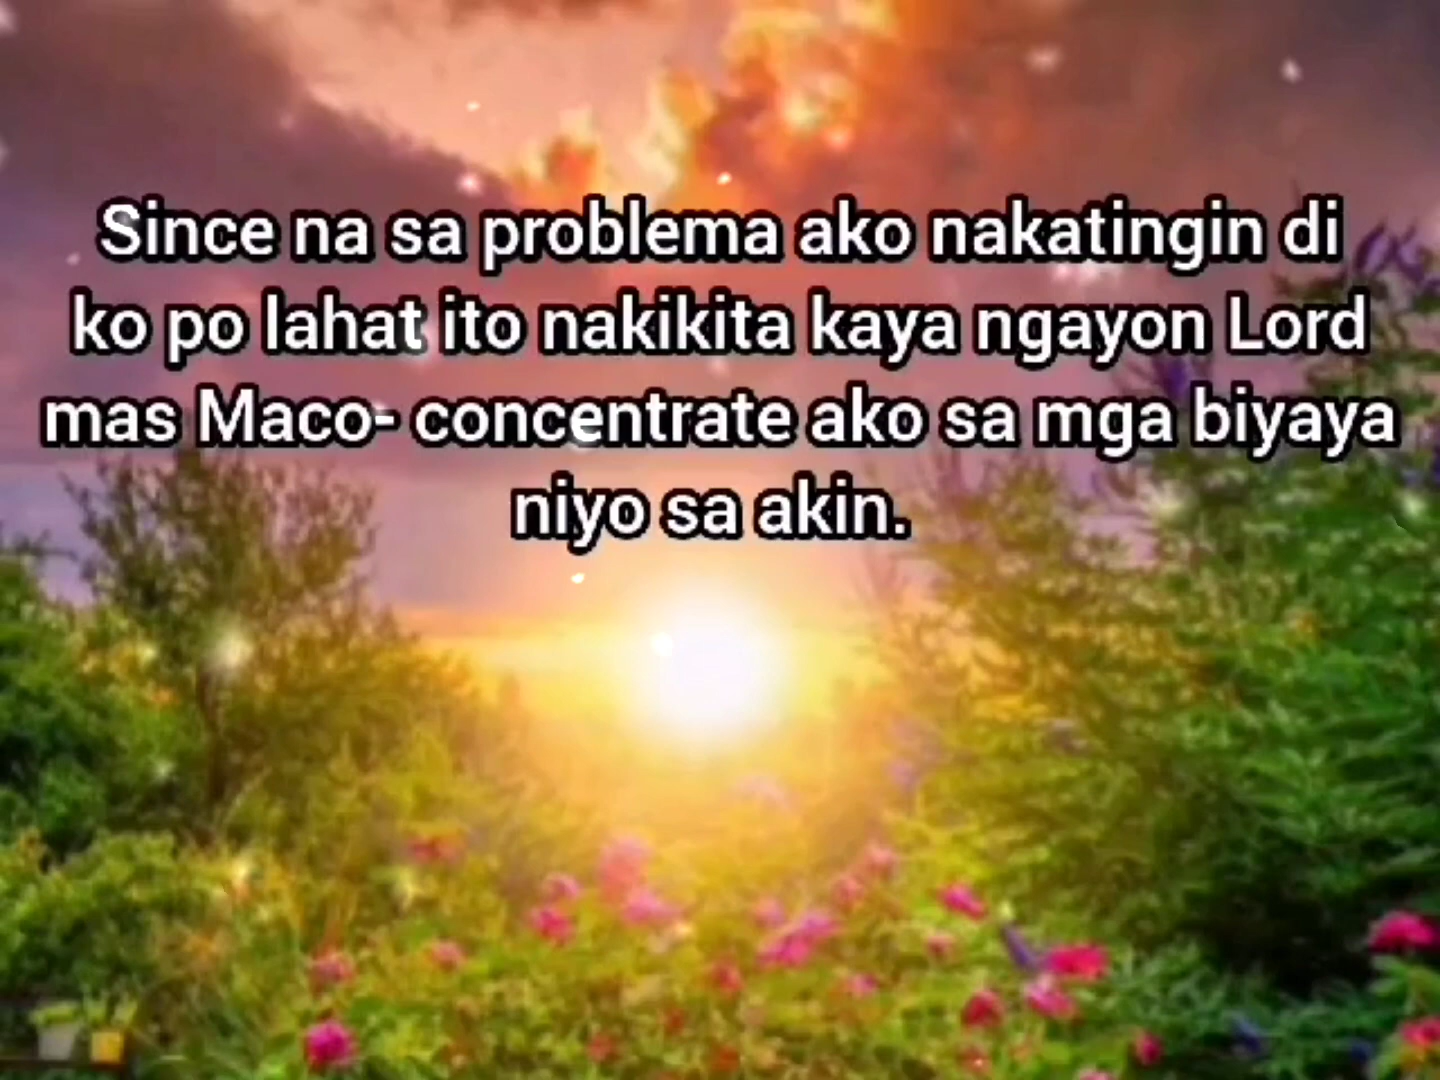 Since na sa problema ako nakatingin di
ko po lahat ito nakikita kaya ngayon Lord
mas Maco- concentrate ako sa mga biyaya
niyo sa akin.